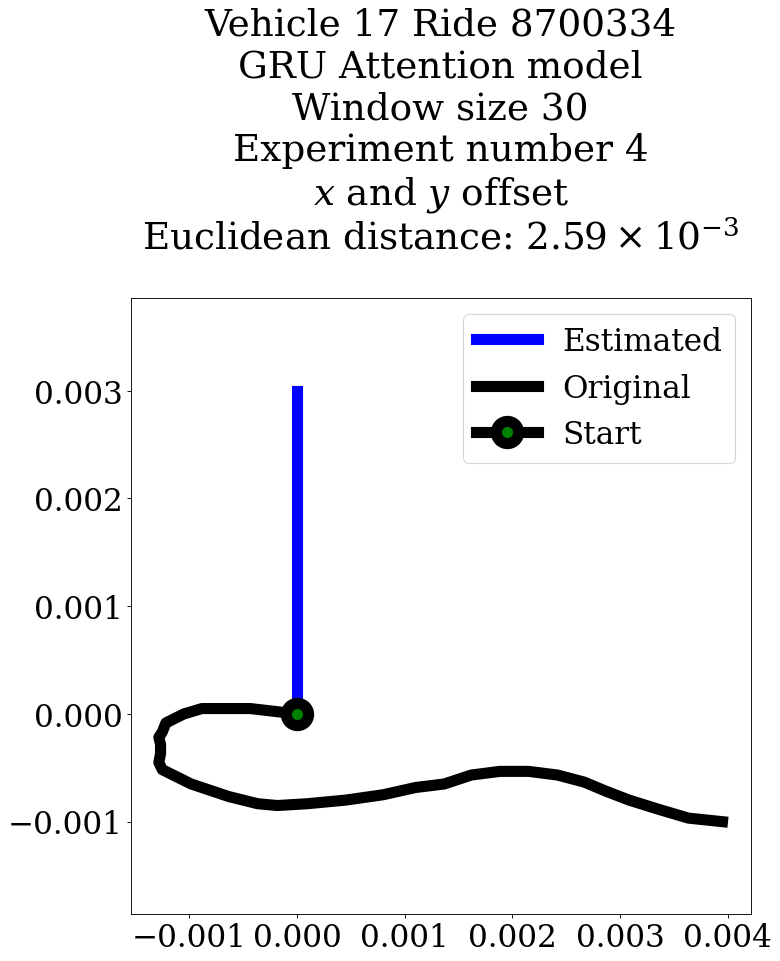 Vehicle 17 Ride 8700334
GRU Attention model
Window size 30
Experiment number 4
x and y offset
Euclidean distance: 2.59 × 10⁻³
Estimated
Original
Start
0.003
0.002
0.001
0.000
−0.001
−0.001 0.000 0.001 0.002 0.003 0.004